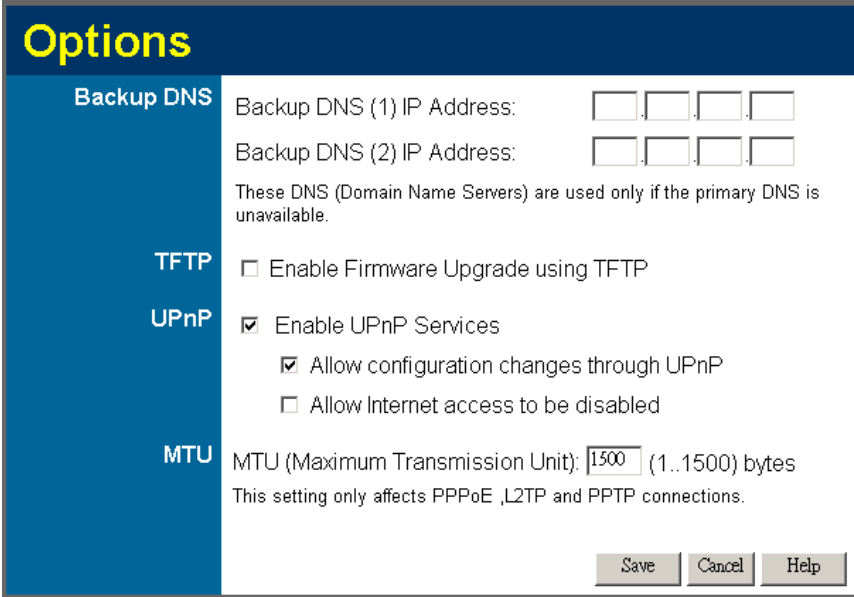 Options
Backup DNS
Backup DNS (1) IP Address: . . .
Backup DNS (2) IP Address: . . .
These DNS (Domain Name Servers) are used only if the primary DNS is
unavailable.
TFTP
Enable Firmware Upgrade using TFTP
UPnP
Enable UPnP Services
Allow configuration changes through UPnP
Allow Internet access to be disabled
MTU
MTU (Maximum Transmission Unit): 1500 (1..1500) bytes
This setting only affects PPPoE ,L2TP and PPTP connections.
Save Cancel Help